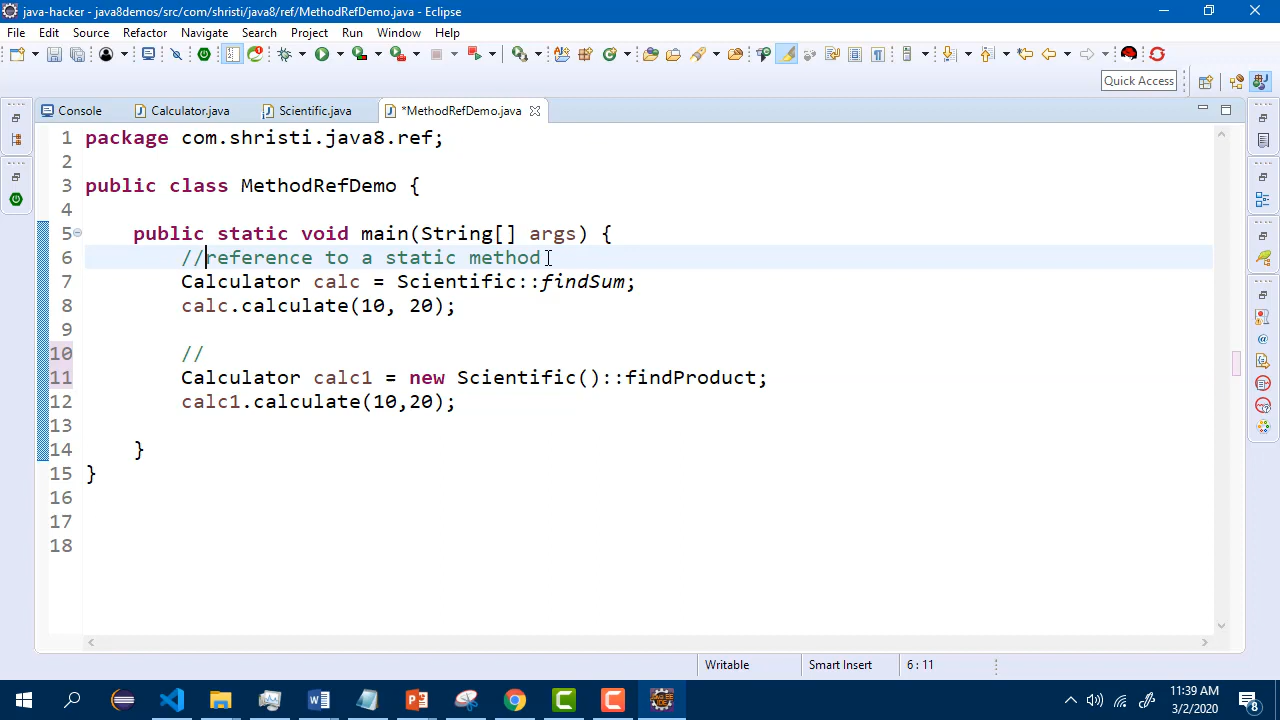 java-hacker - java8demos/src/com/shristi/java8/ref/MethodRefDemo.java - Eclipse
File Edit Source Refactor Navigate Search Project Run Window Help
Quick Access
Console Calculator.java Scientific.java *MethodRefDemo.java
1 package com.shristi.java8.ref;
2
3 public class MethodRefDemo {
4
5 public static void main(String[] args) {
6 //reference to a static method
7 Calculator calc = Scientific::findSum;
8 calc.calculate(10, 20);
9
10 //
11 Calculator calc1 = new Scientific()::findProduct;
12 calc1.calculate(10,20);
13
14 }
15 }
16
17
18
Writable Smart Insert 6 : 11
11:39 AM
3/2/2020
8